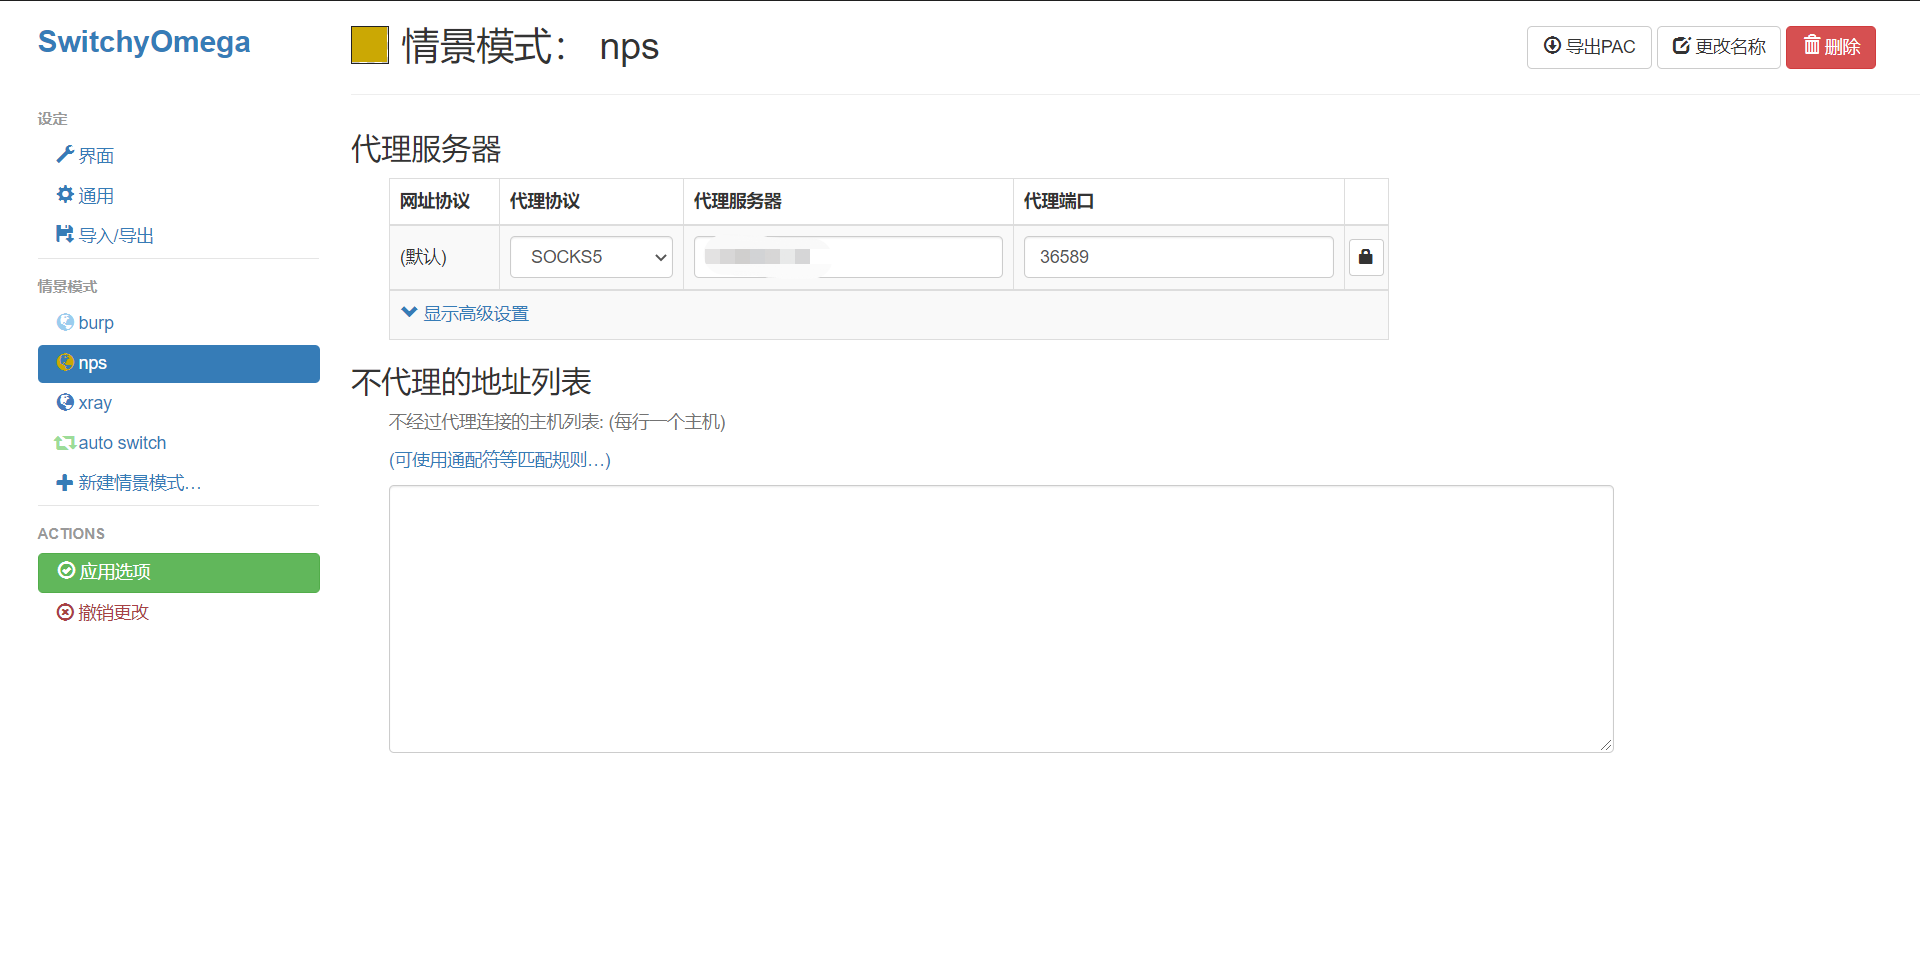 SwitchyOmega
设定
界面
通用
导入/导出
情景模式
burp
nps
xray
auto switch
新建情景模式…
ACTIONS
应用选项
撤销更改
情景模式： nps
导出PAC
更改名称
删除
代理服务器
网址协议 代理协议 代理服务器 代理端口
(默认) SOCKS5 36589
显示高级设置
不代理的地址列表
不经过代理连接的主机列表: (每行一个主机)
(可使用通配符等匹配规则…)